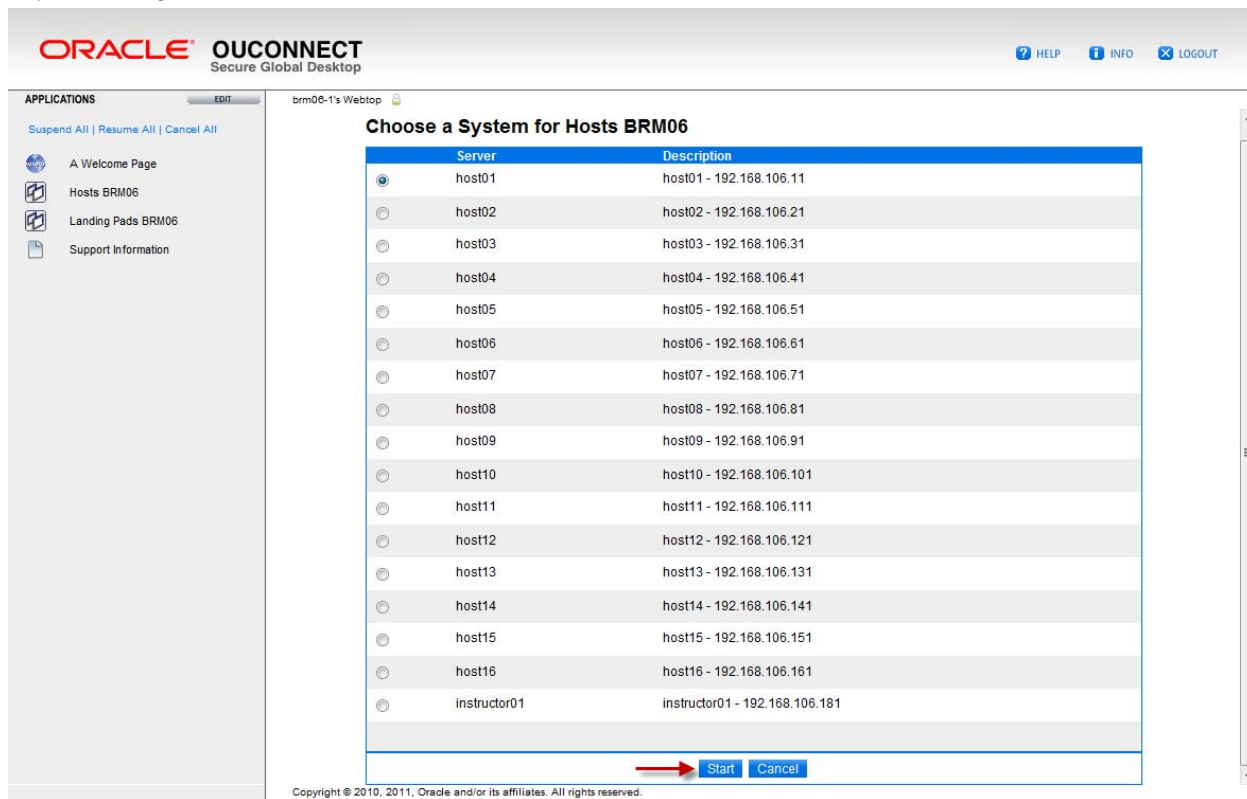 ORACLE OUCONNECT
Secure Global Desktop
HELP INFO LOGOUT
APPLICATIONS EDIT
Suspend All | Resume All | Cancel All
A Welcome Page
Hosts BRM06
Landing Pads BRM06
Support Information
brm06-1's Webtop
Choose a System for Hosts BRM06
Server Description
host01 host01 - 192.168.106.11
host02 host02 - 192.168.106.21
host03 host03 - 192.168.106.31
host04 host04 - 192.168.106.41
host05 host05 - 192.168.106.51
host06 host06 - 192.168.106.61
host07 host07 - 192.168.106.71
host08 host08 - 192.168.106.81
host09 host09 - 192.168.106.91
host10 host10 - 192.168.106.101
host11 host11 - 192.168.106.111
host12 host12 - 192.168.106.121
host13 host13 - 192.168.106.131
host14 host14 - 192.168.106.141
host15 host15 - 192.168.106.151
host16 host16 - 192.168.106.161
instructor01 instructor01 - 192.168.106.181
Start Cancel
Copyright © 2010, 2011, Oracle and/or its affiliates. All rights reserved.